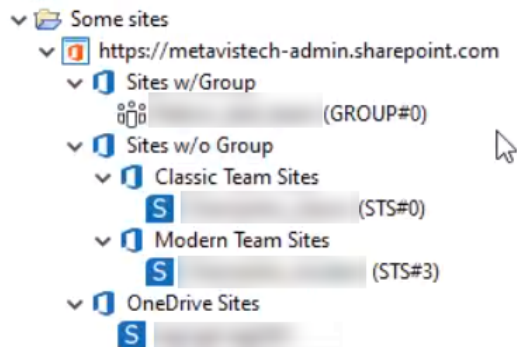 Some sites
https://metavistech-admin.sharepoint.com
Sites w/Group
(GROUP#0)
Sites w/o Group
Classic Team Sites
S (STS#0)
Modern Team Sites
S (STS#3)
OneDrive Sites
S